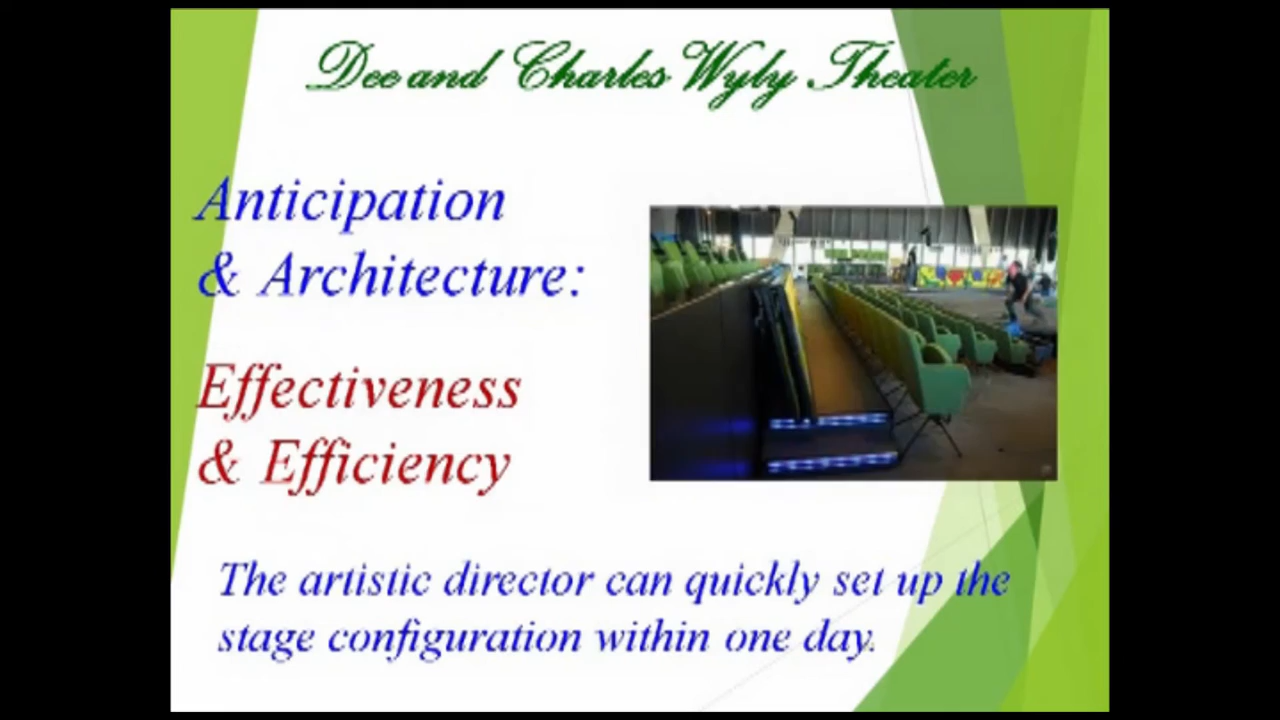 Dee and Charles Wyly Theater
Anticipation
& Architecture:
Effectiveness
& Efficiency
The artistic director can quickly set up the
stage configuration within one day.